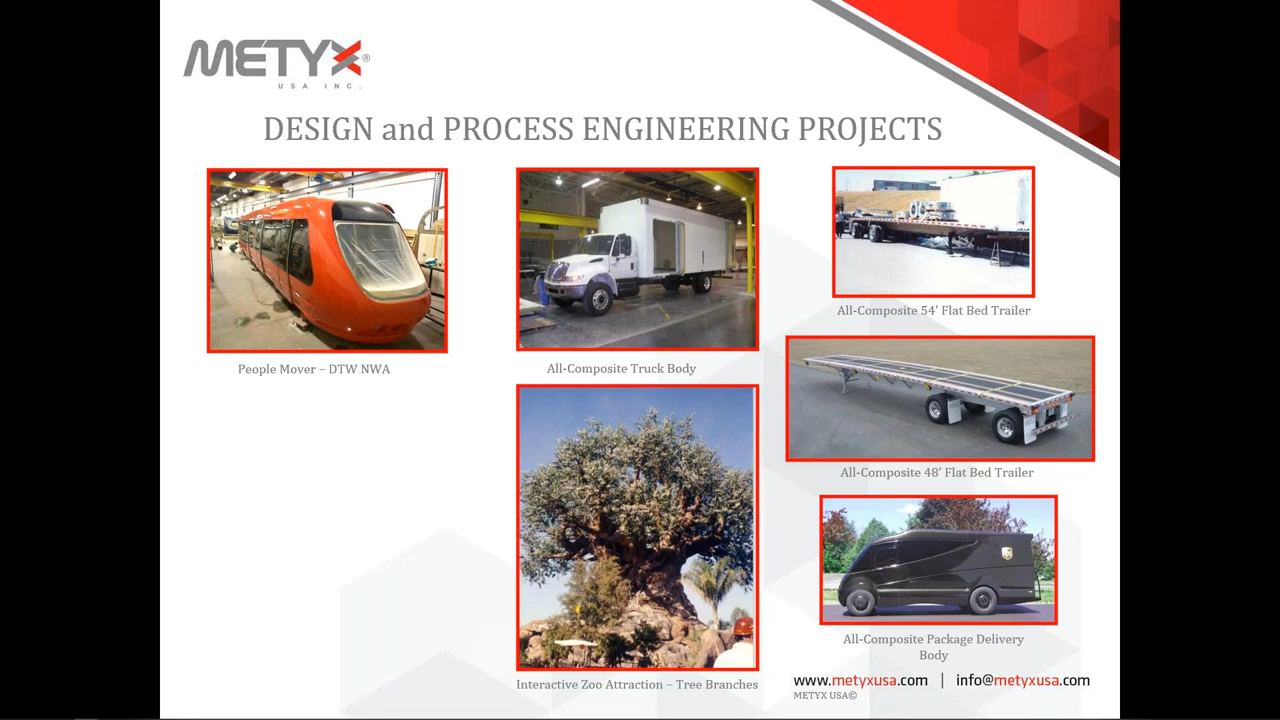 METYX®
USA INC.
DESIGN and PROCESS ENGINEERING PROJECTS
People Mover – DTW NWA
All-Composite Truck Body
All-Composite 54’ Flat Bed Trailer
All-Composite 48’ Flat Bed Trailer
All-Composite Package Delivery
Body
Interactive Zoo Attraction – Tree Branches
www.metyxusa.com | info@metyxusa.com
METYX USA©